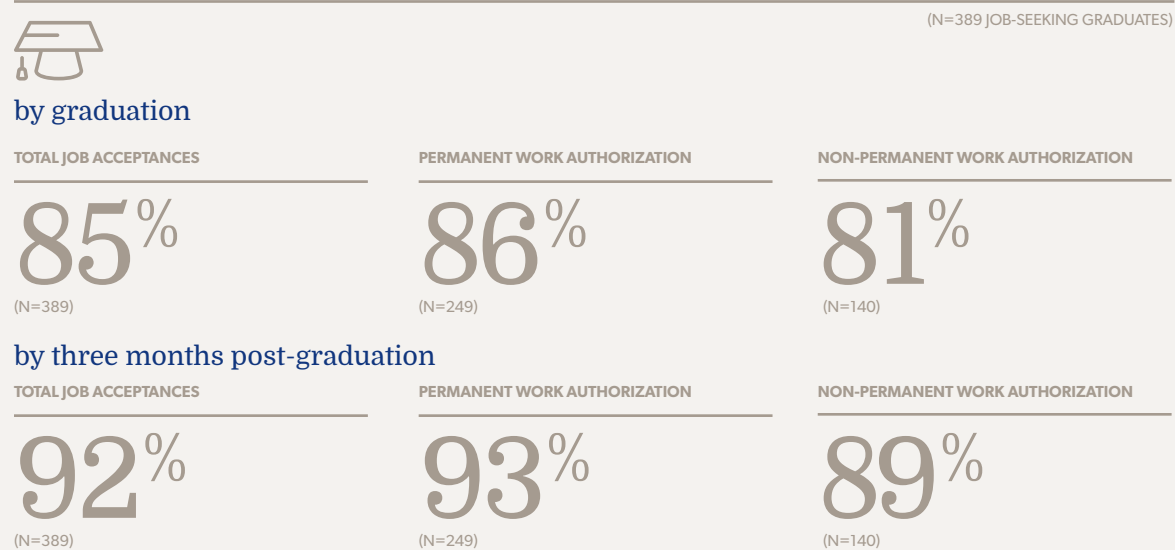 (N=389 JOB-SEEKING GRADUATES)
by graduation
TOTAL JOB ACCEPTANCES
85%
(N=389)
PERMANENT WORK AUTHORIZATION
86%
(N=249)
NON-PERMANENT WORK AUTHORIZATION
81%
(N=140)
by three months post-graduation
TOTAL JOB ACCEPTANCES
92%
(N=389)
PERMANENT WORK AUTHORIZATION
93%
(N=249)
NON-PERMANENT WORK AUTHORIZATION
89%
(N=140)